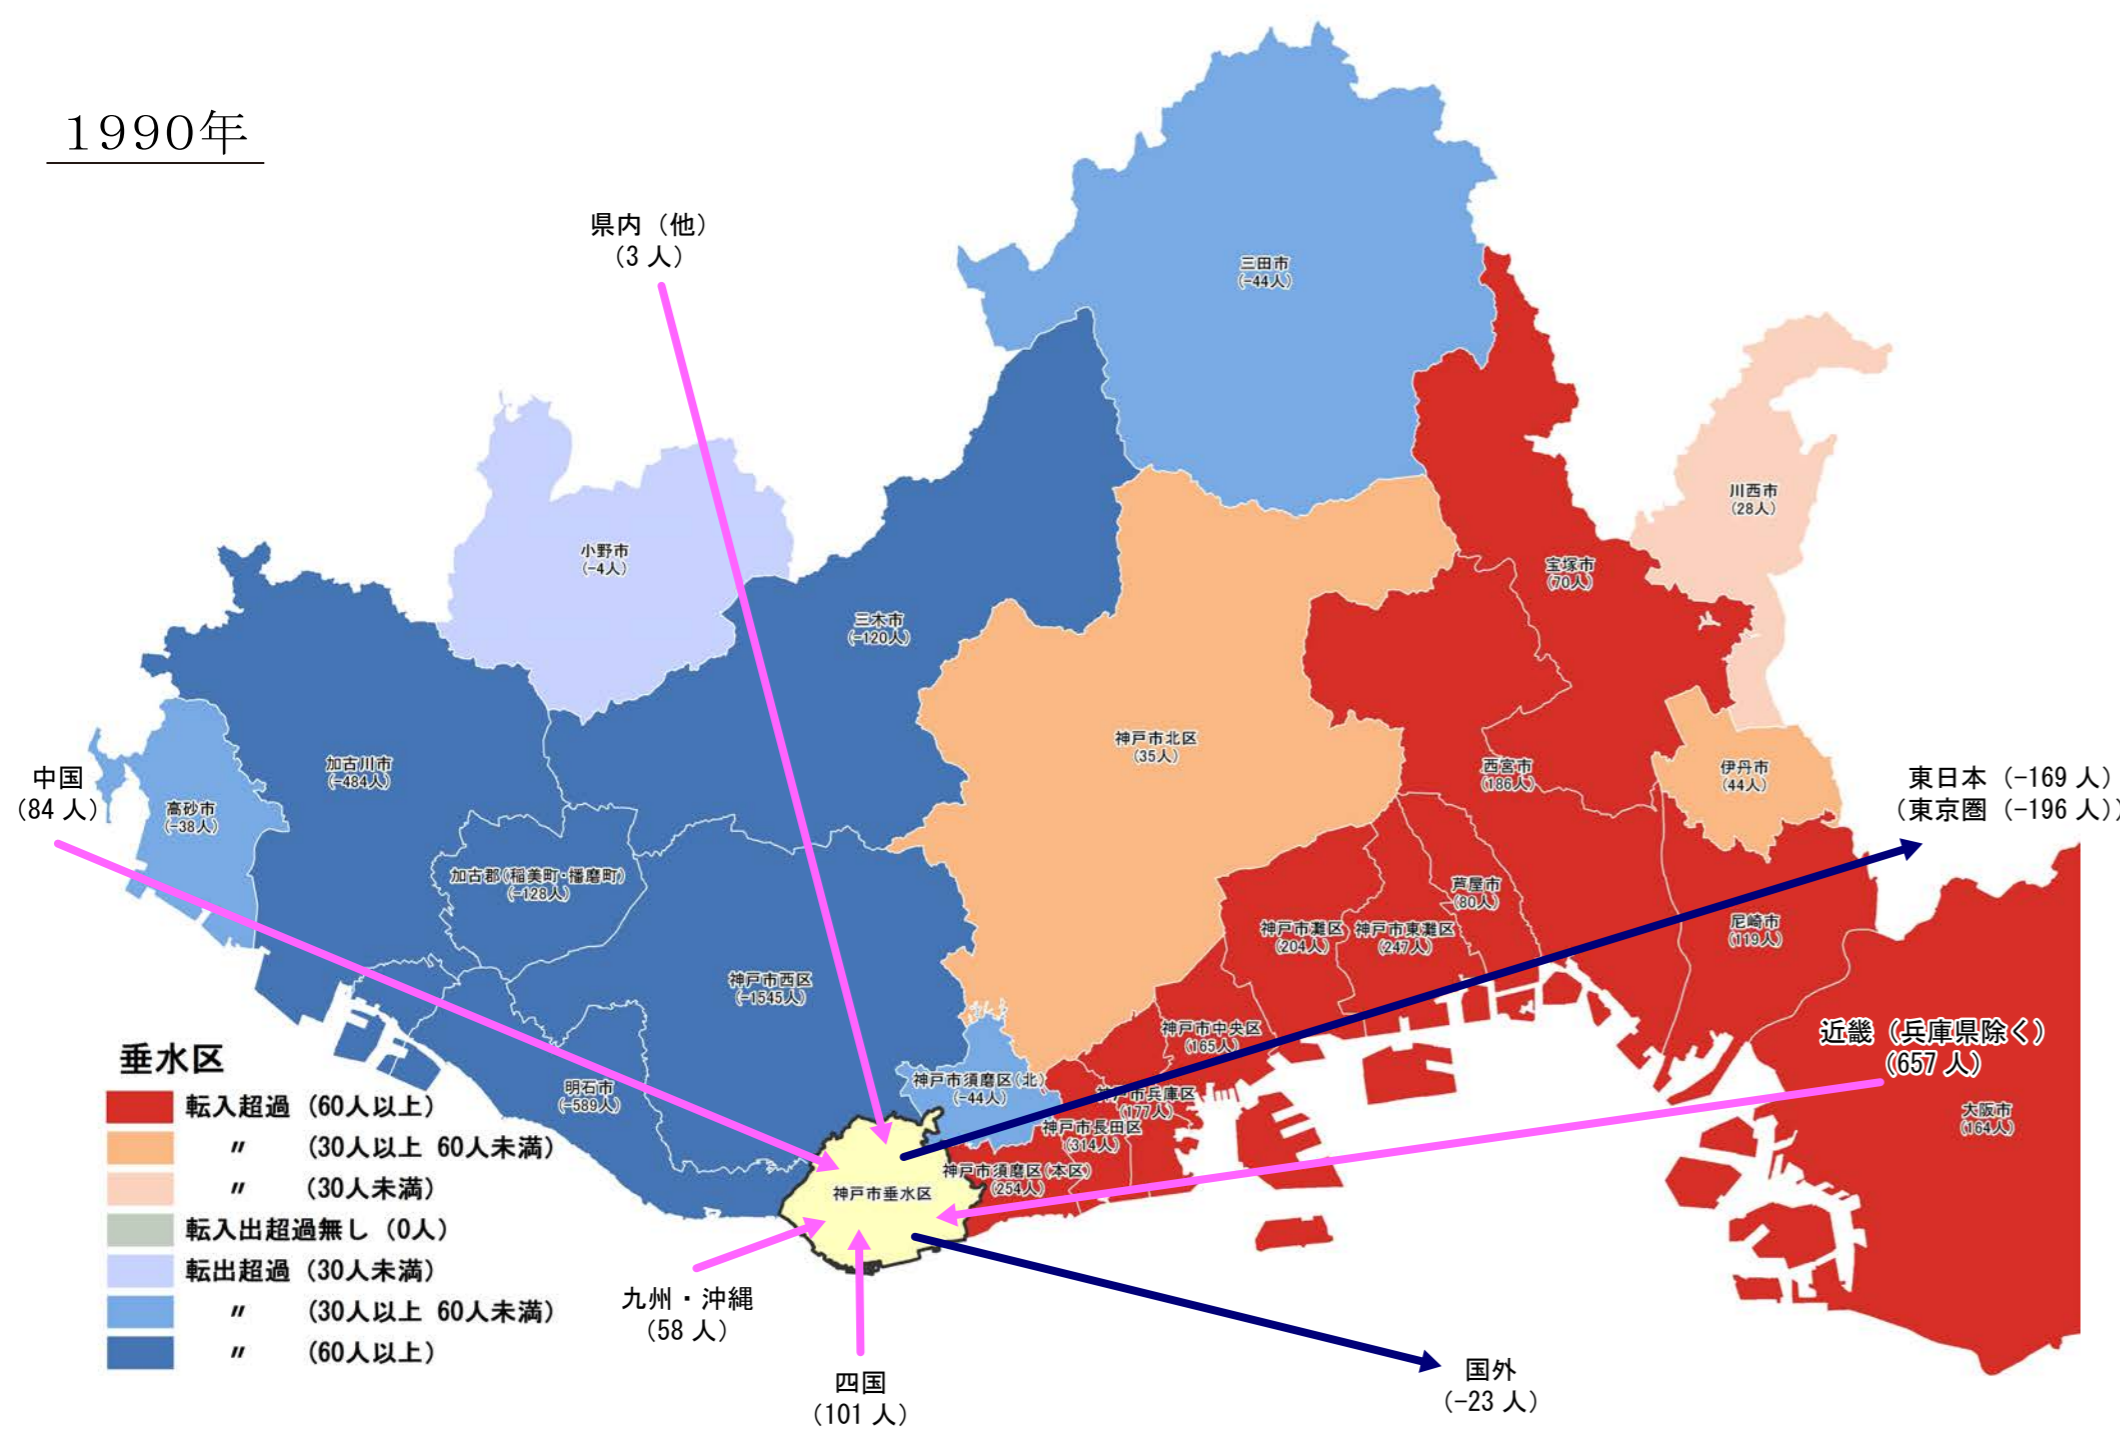 1990年
県内（他）
（3 人）
三田市
(-44人)
川西市
(28人)
小野市
(-4人)
宝塚市
(70人)
三木市
(-120人)
神戸市北区
(35人)
加古川市
(-484人)
西宮市
(186人)
伊丹市
(44人)
中国
（84 人）
高砂市
(-38人)
東日本（-169 人）
（東京圏（-196 人））
加古郡(稲美町・播磨町)
(-128人)
芦屋市
(80人)
神戸市灘区
(204人)
神戸市東灘区
(247人)
尼崎市
(119人)
神戸市西区
(-1545人)
神戸市中央区
(165人)
近畿（兵庫県除く）
（657 人）
明石市
(-589人)
神戸市須磨区(北)
(-44人)
神戸市兵庫区
(177人)
神戸市長田区
(314人)
大阪市
(164人)
神戸市須磨区(本区)
(254人)
神戸市垂水区
垂水区
転入超過（60人以上）
〃 （30人以上 60人未満）
〃 （30人未満）
転入出超過無し（0人）
転出超過（30人未満）
〃 （30人以上 60人未満）
〃 （60人以上）
九州・沖縄
（58 人）
四国
（101 人）
国外
（-23 人）